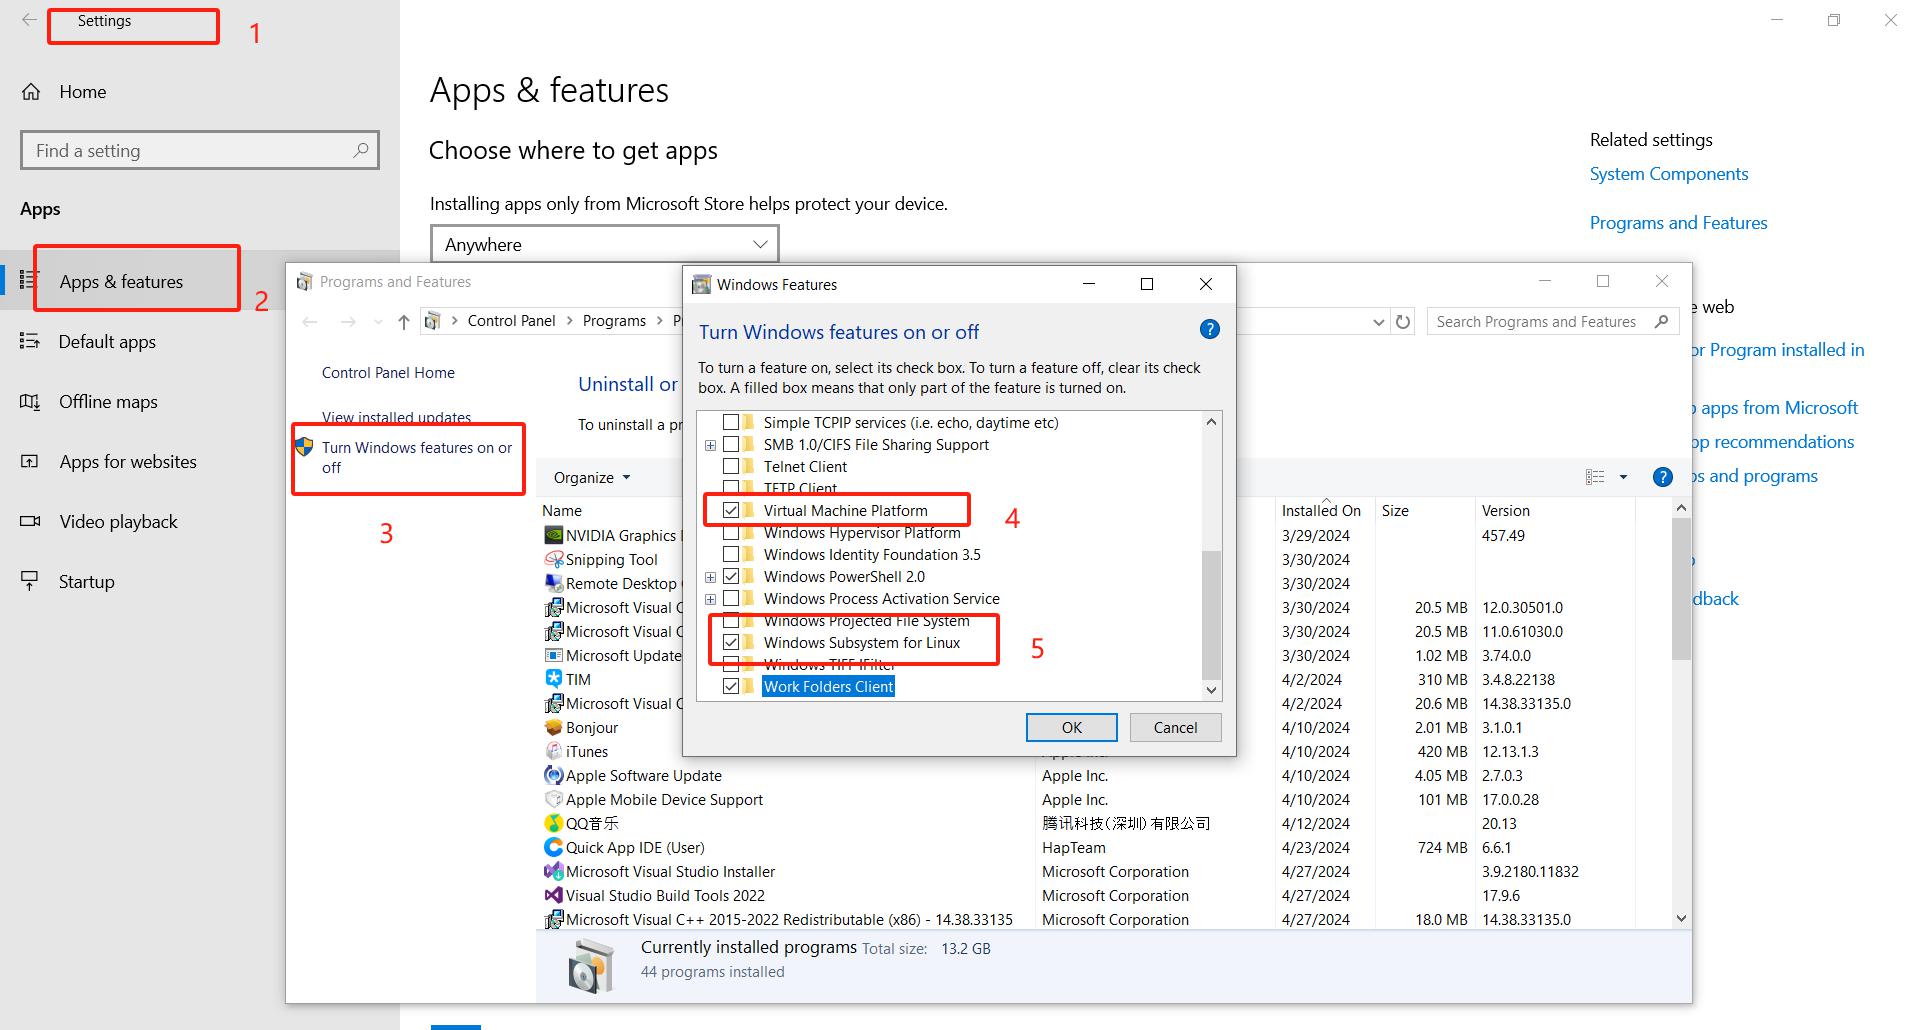 Settings
1
Home
Find a setting
Apps
Apps & features
2
Default apps
Offline maps
Apps for websites
Video playback
Startup
Apps & features
Choose where to get apps
Installing apps only from Microsoft Store helps protect your device.
Anywhere
Related settings
System Components
Programs and Features
e web
or Program installed in
apps from Microsoft
op recommendations
ps and programs
dback
Programs and Features
Control Panel > Programs > P
Search Programs and Features
Control Panel Home
View installed updates
Turn Windows features on or
off
3
Uninstall or
To uninstall a pr
Organize
Name Installed On Size Version
NVIDIA Graphics 3/29/2024 457.49
Snipping Tool 3/30/2024
Remote Desktop 3/30/2024
Microsoft Visual C 3/30/2024 20.5 MB 12.0.30501.0
Microsoft Visual C 3/30/2024 20.5 MB 11.0.61030.0
Microsoft Update 3/30/2024 1.02 MB 3.74.0.0
TIM 4/2/2024 310 MB 3.4.8.22138
Microsoft Visual C 4/2/2024 20.6 MB 14.38.33135.0
Bonjour 4/10/2024 2.01 MB 3.1.0.1
iTunes 4/10/2024 420 MB 12.13.1.3
Apple Software Update Apple Inc. 4/10/2024 4.05 MB 2.7.0.3
Apple Mobile Device Support Apple Inc. 4/10/2024 101 MB 17.0.0.28
QQ音乐 腾讯科技(深圳)有限公司 4/12/2024 20.13
Quick App IDE (User) HapTeam 4/23/2024 724 MB 6.6.1
Microsoft Visual Studio Installer Microsoft Corporation 4/27/2024 3.9.2180.11832
Visual Studio Build Tools 2022 Microsoft Corporation 4/27/2024 17.9.6
Microsoft Visual C++ 2015-2022 Redistributable (x86) - 14.38.33135 Microsoft Corporation 4/27/2024 18.0 MB 14.38.33135.0
Currently installed programs Total size: 13.2 GB
44 programs installed
Windows Features
Turn Windows features on or off
To turn a feature on, select its check box. To turn a feature off, clear its check
box. A filled box means that only part of the feature is turned on.
Simple TCPIP services (i.e. echo, daytime etc)
SMB 1.0/CIFS File Sharing Support
Telnet Client
TFTP Client
Virtual Machine Platform
4
Windows Hypervisor Platform
Windows Identity Foundation 3.5
Windows PowerShell 2.0
Windows Process Activation Service
Windows Projected File System
Windows Subsystem for Linux
5
Windows TIFF IFilter
Work Folders Client
OK
Cancel